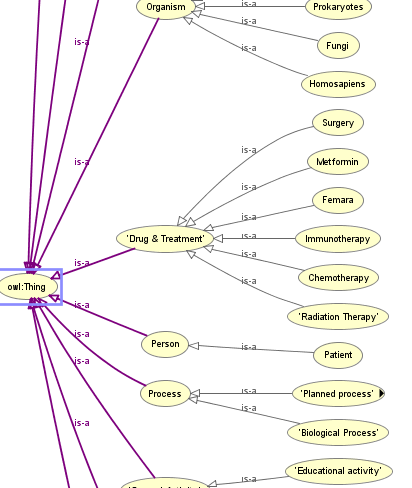 Organism
is-a
Prokaryotes
is-a
is-a
Fungi
is-a
Homosapiens
Surgery
is-a
is-a
Metformin
is-a
is-a
Femara
is-a
'Drug & Treatment'
is-a
Immunotherapy
is-a
is-a
Chemotherapy
owl:Thing
is-a
is-a
'Radiation Therapy'
is-a
Person
is-a
Patient
is-a
Process
is-a
'Planned process'
is-a
is-a
'Biological Process'
'Educational activity'
is-a